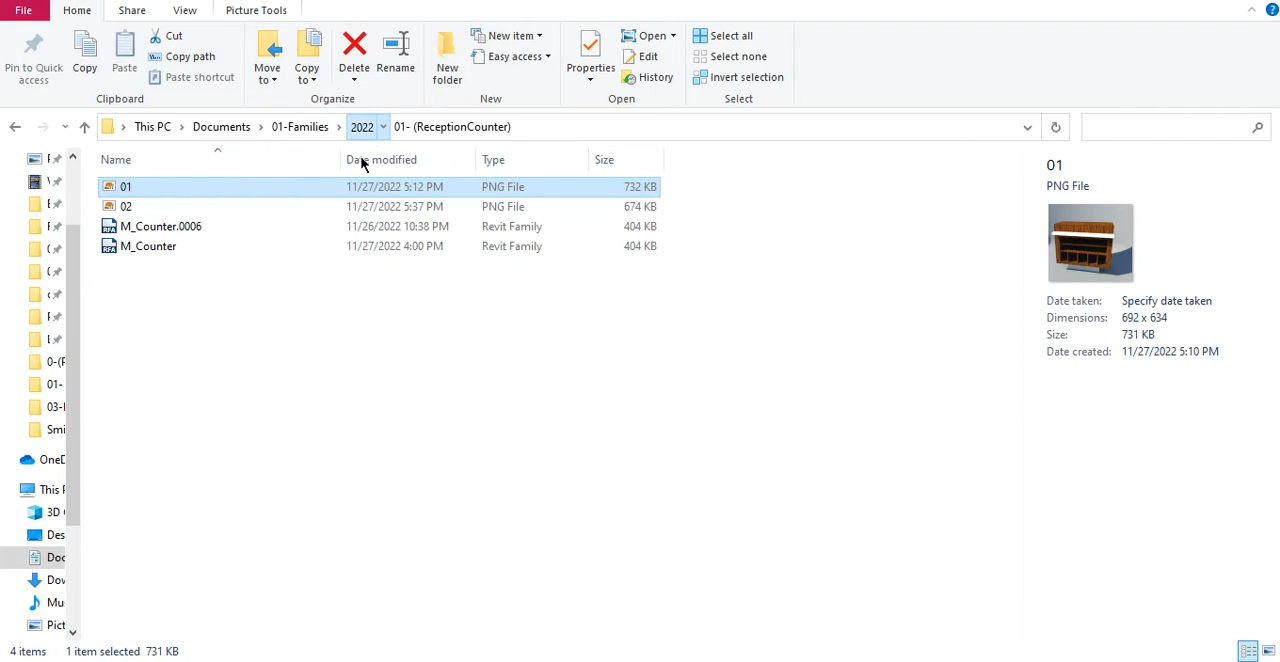 File Home Share View Picture Tools
Pin to Quick access
Copy
Paste
Cut
Copy path
Paste shortcut
Clipboard
Move to
Copy to
Delete
Rename
Organize
New folder
New item
Easy access
New
Properties
Open
Edit
History
Open
Select all
Select none
Invert selection
Select
This PC > Documents > 01-Families > 2022 01- (ReceptionCounter)
Name Date modified Type Size
01 11/27/2022 5:12 PM PNG File 732 KB
02 11/27/2022 5:37 PM PNG File 674 KB
M_Counter.0006 11/26/2022 10:38 PM Revit Family 404 KB
M_Counter 11/27/2022 4:00 PM Revit Family 404 KB
RFA
RFA
0-(F
01-
03-I
Smi
OneD
This P
3D
Des
Doc
Dov
Mu
Pict
01
PNG File
Date taken: Specify date taken
Dimensions: 692 x 634
Size: 731 KB
Date created: 11/27/2022 5:10 PM
4 items 1 item selected 731 KB